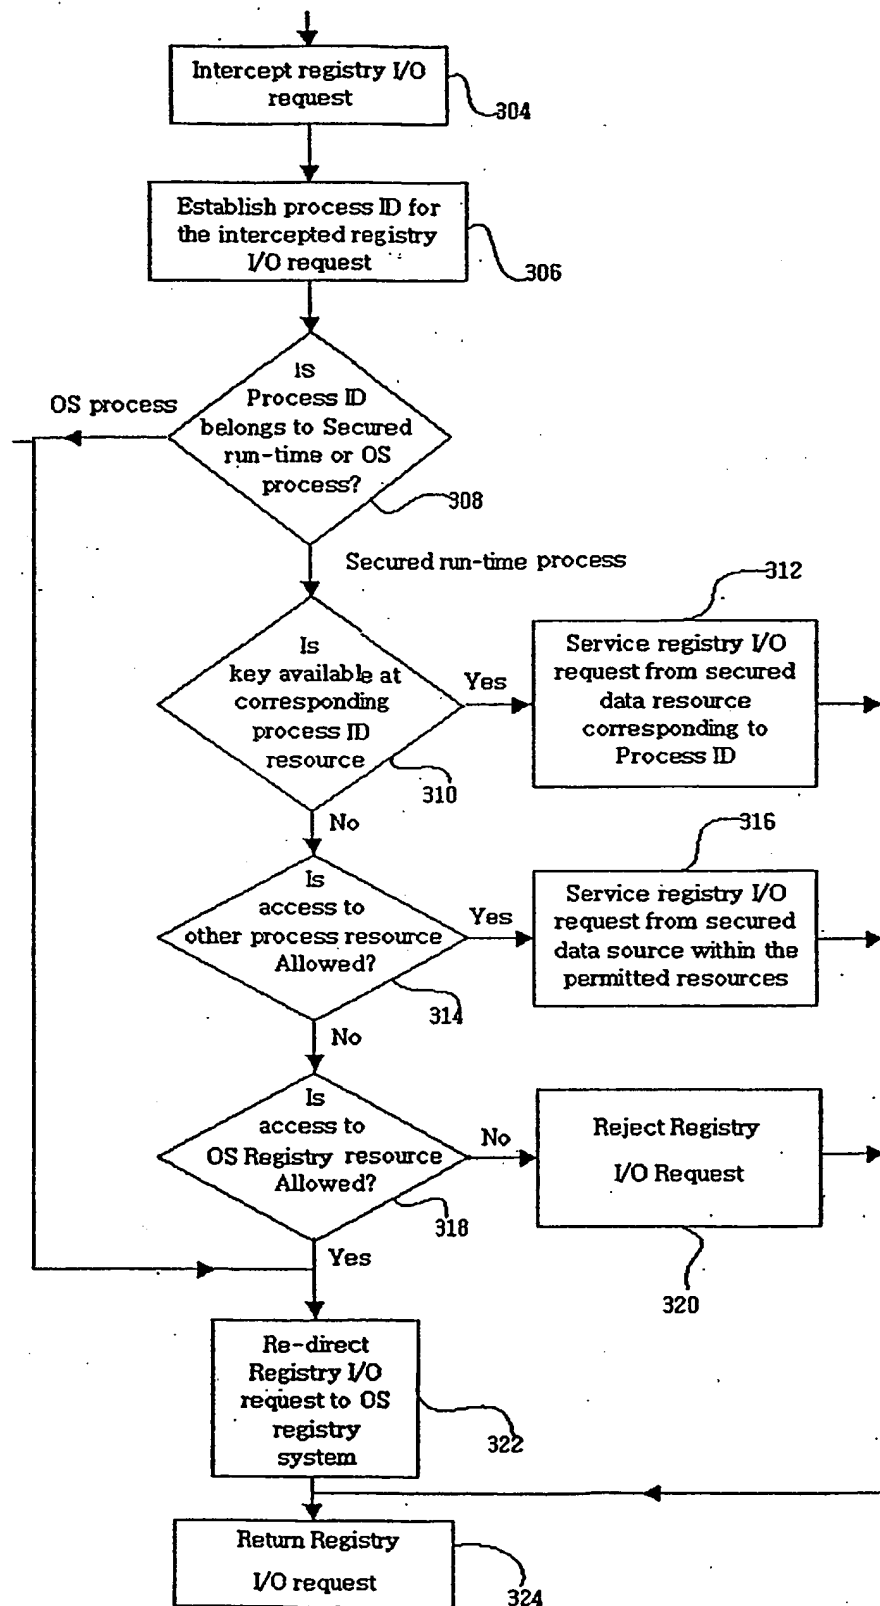 Intercept registry I/O
request
304
Establish process ID for
the intercepted registry
I/O request
306
Is
Process ID
belongs to Secured
run-time or OS
process?
OS process
308
Secured run-time process
312
Is
key available at
corresponding
process ID
resource
Yes
310
Service registry I/O
request from secured
data resource
corresponding to
Process ID
No
316
Is
access to
other process resource
Allowed?
Yes
314
Service registry I/O
request from secured
data source within the
permitted resources
No
Is
access to
OS Registry resource
Allowed?
No
318
Reject Registry
I/O Request
320
Yes
Re-direct
Registry I/O
request to OS
registry
system
322
Return Registry
I/O request
324